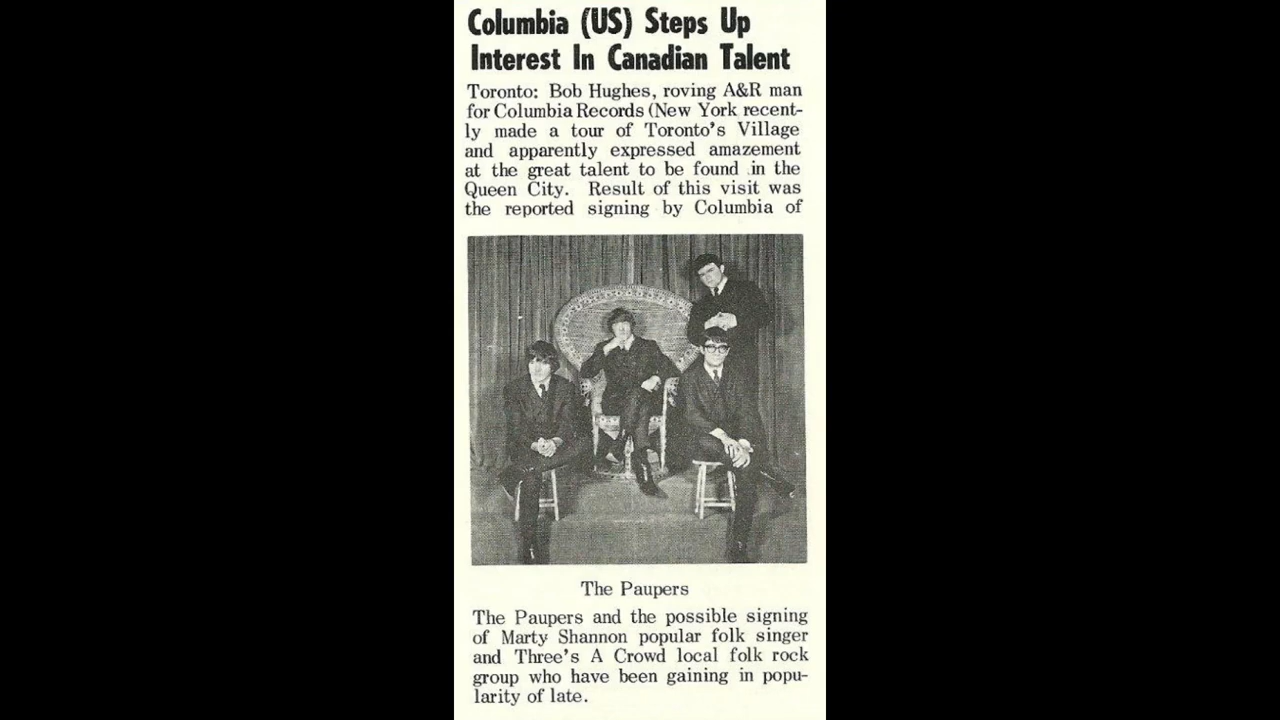 Columbia (US) Steps Up
Interest In Canadian Talent
Toronto: Bob Hughes, roving A&R man
for Columbia Records (New York recent-
ly made a tour of Toronto's Village
and apparently expressed amazement
at the great talent to be found in the
Queen City. Result of this visit was
the reported signing by Columbia of
The Paupers
The Paupers and the possible signing
of Marty Shannon popular folk singer
and Three's A Crowd local folk rock
group who have been gaining in popu-
larity of late.